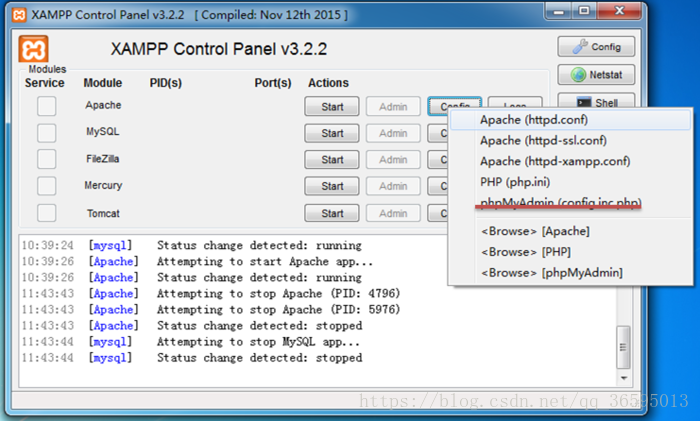 XAMPP Control Panel v3.2.2 [ Compiled: Nov 12th 2015 ]
XAMPP Control Panel v3.2.2
Config
Netstat
Shell
Modules
Service Module PID(s) Port(s) Actions
Apache Start Admin Config Logs
MySQL Start Admin
FileZilla Start Admin
Mercury Start Admin
Tomcat Start Admin
Apache (httpd.conf)
Apache (httpd-ssl.conf)
Apache (httpd-xampp.conf)
PHP (php.ini)
phpMyAdmin (config.inc.php)
<Browse> [Apache]
<Browse> [PHP]
<Browse> [phpMyAdmin]
10:39:24 [mysql] Status change detected: running
10:39:26 [Apache] Attempting to start Apache app...
10:39:26 [Apache] Status change detected: running
11:43:43 [Apache] Attempting to stop Apache (PID: 4796)
11:43:43 [Apache] Attempting to stop Apache (PID: 5976)
11:43:43 [Apache] Status change detected: stopped
11:43:44 [mysql] Attempting to stop MySQL app...
11:43:44 [mysql] Status change detected: stopped
https://blog.csdn.net/qq_36595013